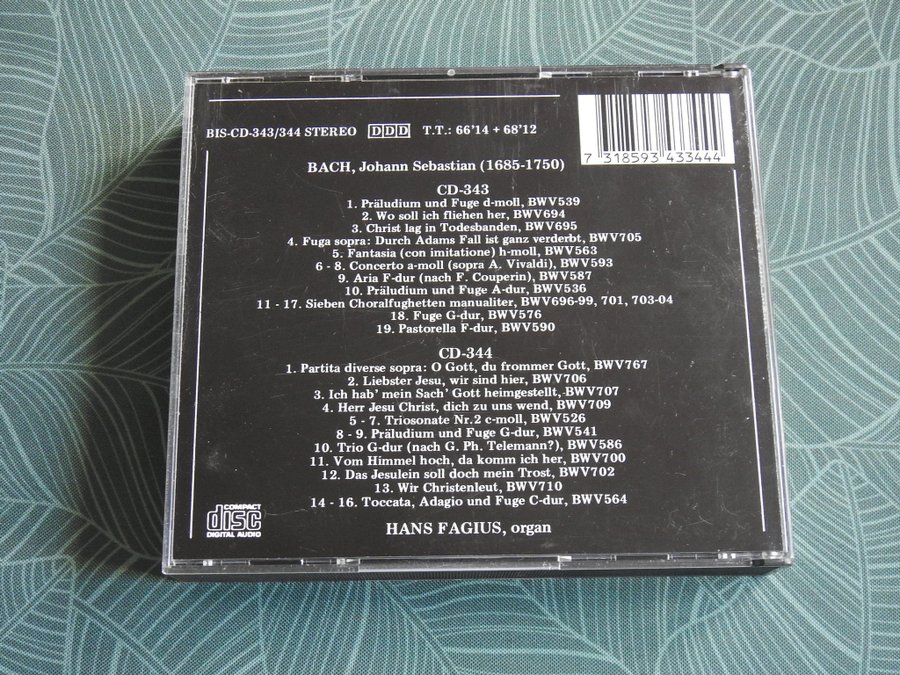 BIS-CD-343/344 STEREO DDD T.T.: 66'14 + 68'12
7 318593 433444
BACH, Johann Sebastian (1685-1750)
CD-343
1. Präludium und Fuge d-moll, BWV539
2. Wo soll ich fliehen her, BWV694
3. Christ lag in Todesbanden, BWV695
4. Fuga sopra: Durch Adams Fall ist ganz verderbt, BWV705
5. Fantasia (con imitatione) h-moll, BWV563
6 - 8. Concerto a-moll (sopra A. Vivaldi), BWV593
9. Aria F-dur (nach F. Couperin), BWV587
10. Präludium und Fuge A-dur, BWV536
11 - 17. Sieben Choralfughetten manualiter, BWV696-99, 701, 703-04
18. Fuge G-dur, BWV576
19. Pastorella F-dur, BWV590
CD-344
1. Partita diverse sopra: O Gott, du frommer Gott, BWV767
2. Liebster Jesu, wir sind hier, BWV706
3. Ich hab' mein Sach' Gott heimgestellt, BWV707
4. Herr Jesu Christ, dich zu uns wend, BWV709
5 - 7. Triosonate Nr.2 c-moll, BWV526
8 - 9. Präludium und Fuge G-dur, BWV541
10. Trio G-dur (nach G. Ph. Telemann?), BWV586
11. Vom Himmel hoch, da komm ich her, BWV700
12. Das Jesulein soll doch mein Trost, BWV702
13. Wir Christenleut, BWV710
14 - 16. Toccata, Adagio und Fuge C-dur, BWV564
COMPACT
disc
DIGITAL AUDIO
HANS FAGIUS, organ